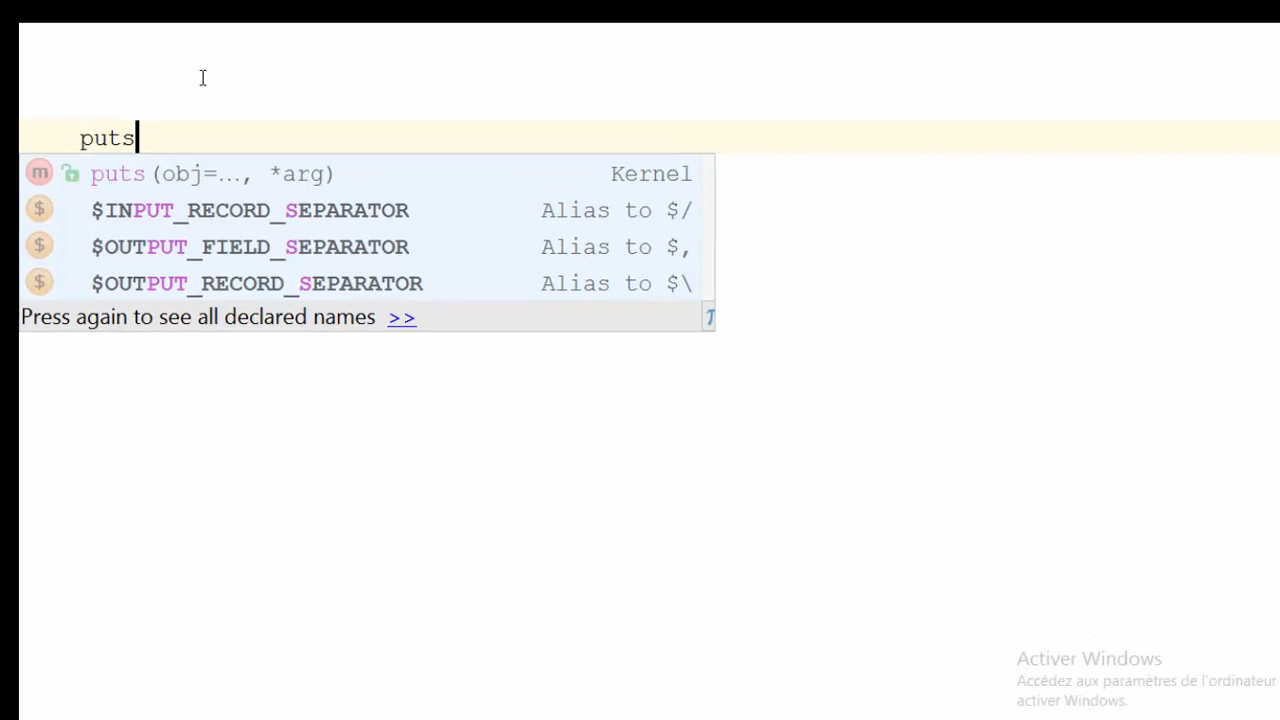 puts
m puts(obj=..., *arg) Kernel
$ $INPUT_RECORD_SEPARATOR Alias to $/
$ $OUTPUT_FIELD_SEPARATOR Alias to $,
$ $OUTPUT_RECORD_SEPARATOR Alias to $\
Press again to see all declared names >>
Activer Windows
Accédez aux paramètres de l'ordinateur
activer Windows.